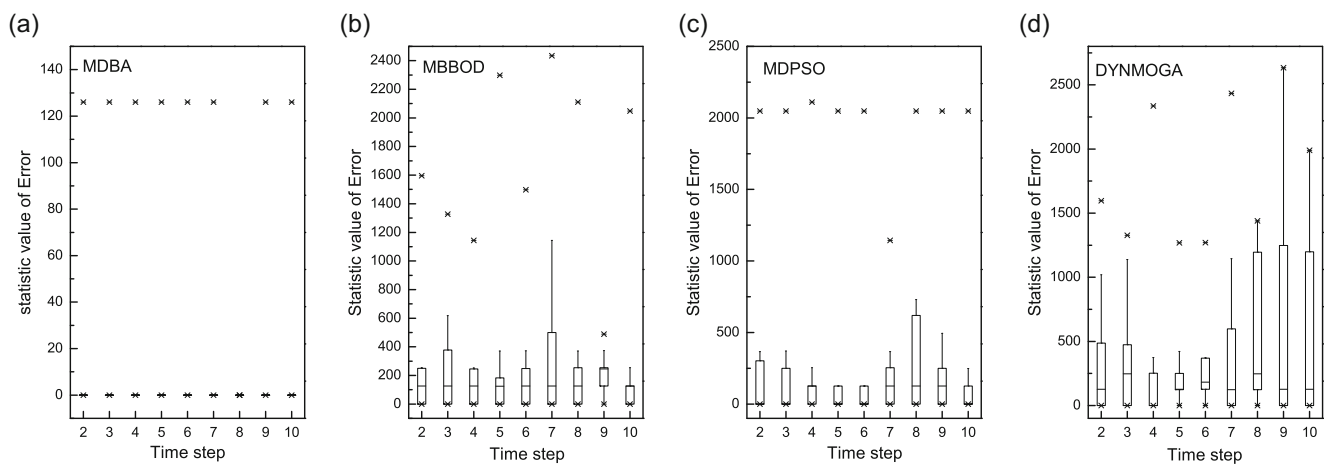 (a)
MDBA
statistic value of Error
140
120
100
80
60
40
20
0
2 3 4 5 6 7 8 9 10
Time step
(b)
MBBOD
Statistic value of Error
2400
2200
2000
1800
1600
1400
1200
1000
800
600
400
200
0
2 3 4 5 6 7 8 9 10
Time step
(c)
MDPSO
Statistic value of Error
2500
2000
1500
1000
500
0
2 3 4 5 6 7 8 9 10
Time step
(d)
DYNMOGA
Statistic value of Error
2500
2000
1500
1000
500
0
2 3 4 5 6 7 8 9 10
Time step